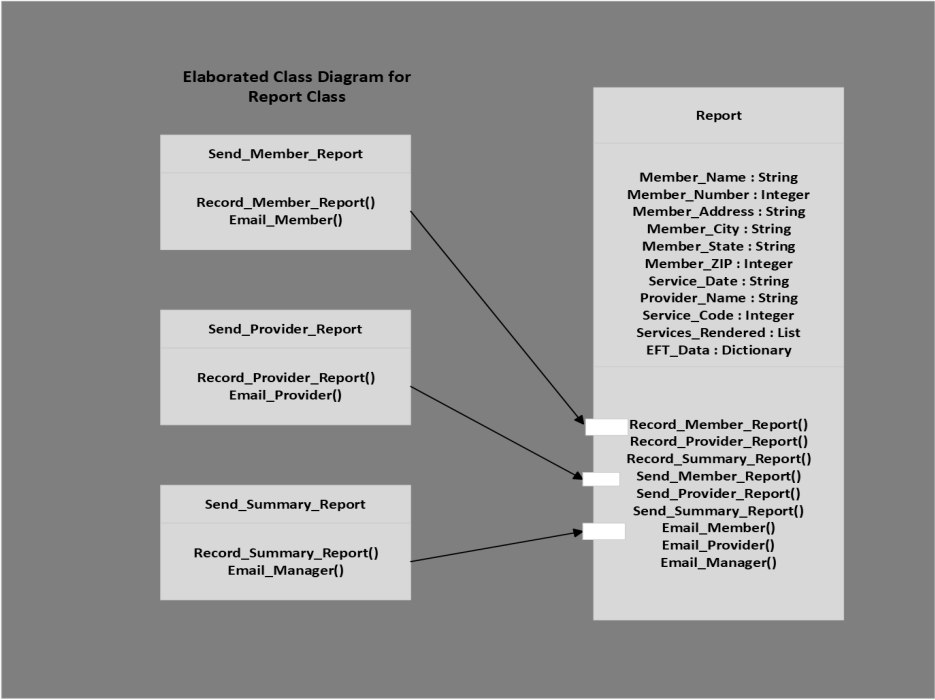 Elaborated Class Diagram for
Report Class
Send_Member_Report
Record_Member_Report()
Email_Member()
Send_Provider_Report
Record_Provider_Report()
Email_Provider()
Send_Summary_Report
Record_Summary_Report()
Email_Manager()
Report
Member_Name : String
Member_Number : Integer
Member_Address : String
Member_City : String
Member_State : String
Member_ZIP : Integer
Service_Date : String
Provider_Name : String
Service_Code : Integer
Services_Rendered : List
EFT_Data : Dictionary
Record_Member_Report()
Record_Provider_Report()
Record_Summary_Report()
Send_Member_Report()
Send_Provider_Report()
Send_Summary_Report()
Email_Member()
Email_Provider()
Email_Manager()